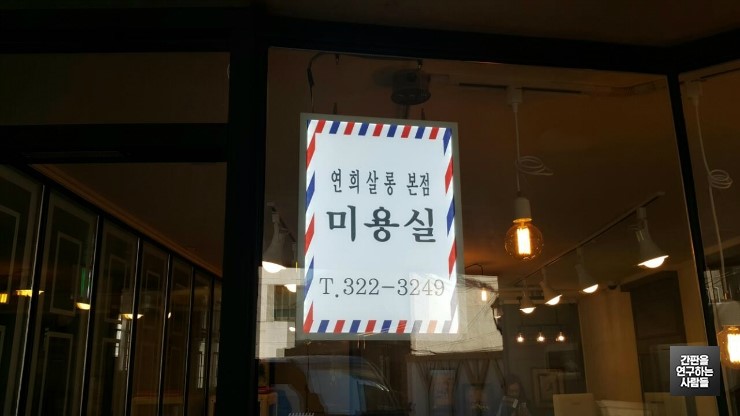 연희살롱 본점
미용실
T.322-3249
간판을
연구하는
사람들